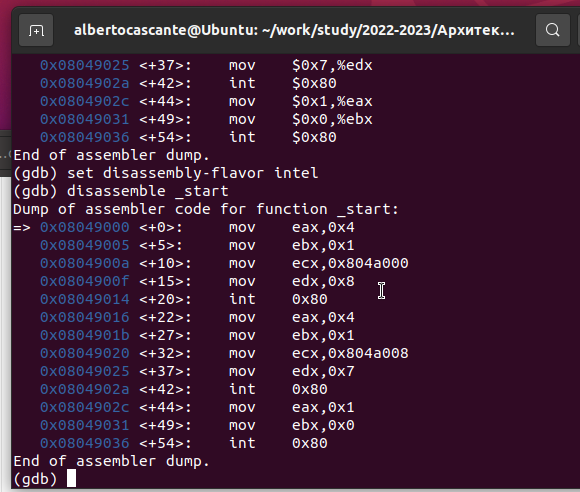 albertocascante@Ubuntu: ~/work/study/2022-2023/Архитек...
0x08049025 <+37>: mov $0x7,%edx
0x0804902a <+42>: int $0x80
0x0804902c <+44>: mov $0x1,%eax
0x08049031 <+49>: mov $0x0,%ebx
0x08049036 <+54>: int $0x80
End of assembler dump.
(gdb) set disassembly-flavor intel
(gdb) disassemble _start
Dump of assembler code for function _start:
=> 0x08049000 <+0>: mov eax,0x4
0x08049005 <+5>: mov ebx,0x1
0x0804900a <+10>: mov ecx,0x804a000
0x0804900f <+15>: mov edx,0x8
0x08049014 <+20>: int 0x80
0x08049016 <+22>: mov eax,0x4
0x0804901b <+27>: mov ebx,0x1
0x08049020 <+32>: mov ecx,0x804a008
0x08049025 <+37>: mov edx,0x7
0x0804902a <+42>: int 0x80
0x0804902c <+44>: mov eax,0x1
0x08049031 <+49>: mov ebx,0x0
0x08049036 <+54>: int 0x80
End of assembler dump.
(gdb)